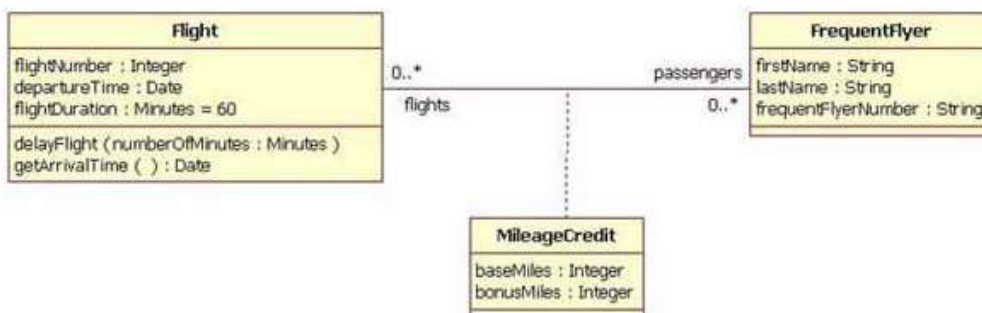 Flight
flightNumber : Integer
departureTime : Date
flightDuration : Minutes = 60
delayFlight ( numberOfMinutes : Minutes )
getArrivalTime ( ) : Date
0..*
flights
passengers
0..*
FrequentFlyer
firstName : String
lastName : String
frequentFlyerNumber : String
MileageCredit
baseMiles : Integer
bonusMiles : Integer